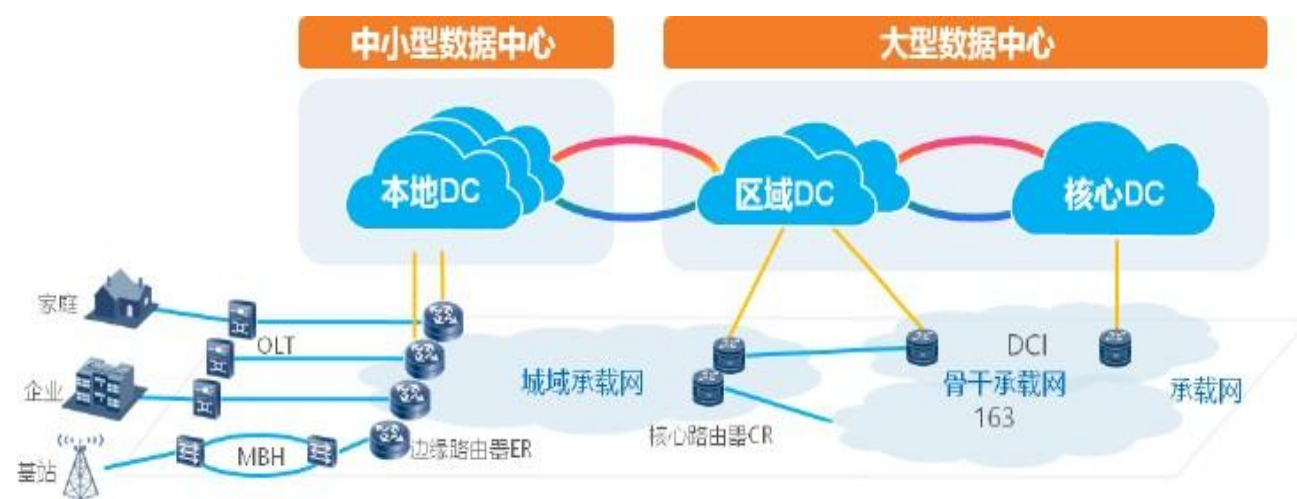 中小型数据中心
大型数据中心
本地DC
区域DC
核心DC
家庭
OLT
DCI
企业
城域承载网
骨干承载网
承载网
163
核心路由器CR
边缘路由器ER
MBH
基站